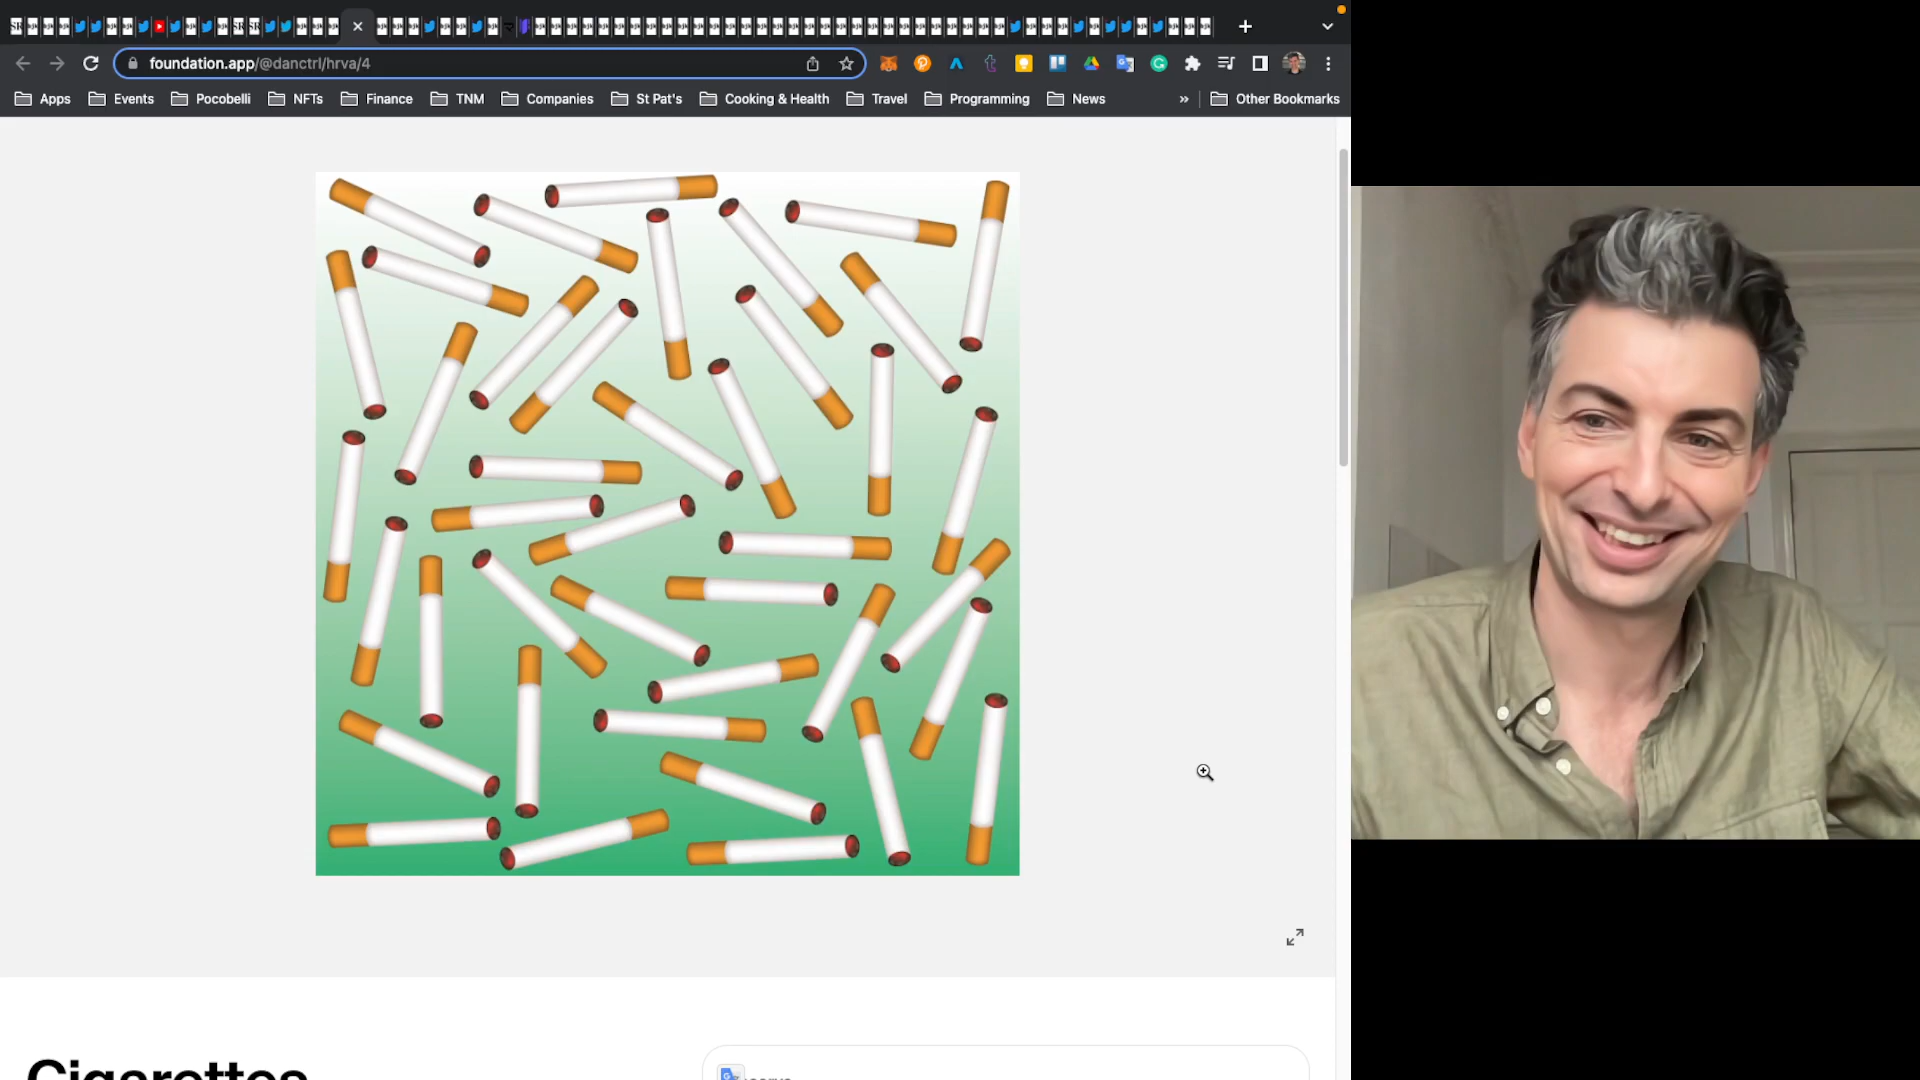 foundation.app/@danctrl/hrva/4
Apps Events Pocobelli NFTs Finance TNM Companies St Pat's Cooking & Health Travel Programming News » Other Bookmarks
Cigarettes